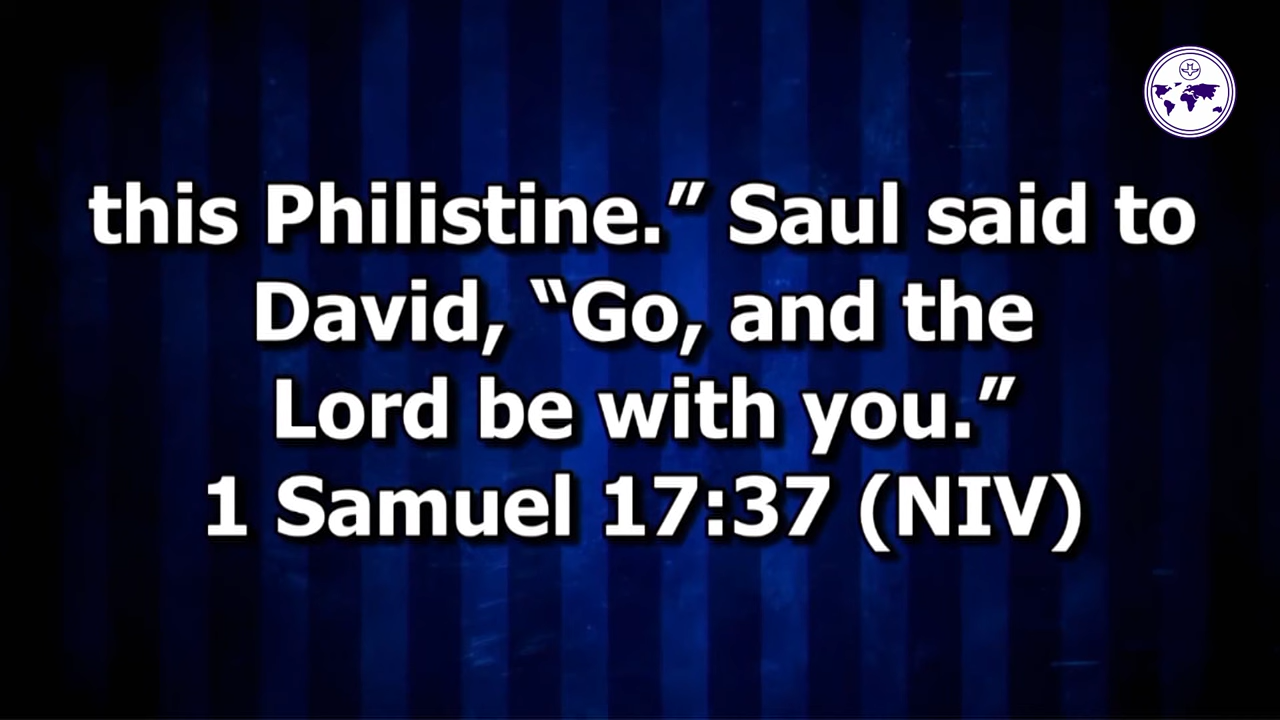 this Philistine.” Saul said to
David, “Go, and the
Lord be with you.”
1 Samuel 17:37 (NIV)